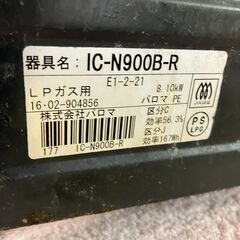 器具名: IC-N900B-R
E1-2-21
LPガス用 8.10kW
16・02-904856 パロマ PE
株式会社パロマ 区分C
効率56.3%
区分J
177 IC-N900B-R 効率167Wh
PS
LPG